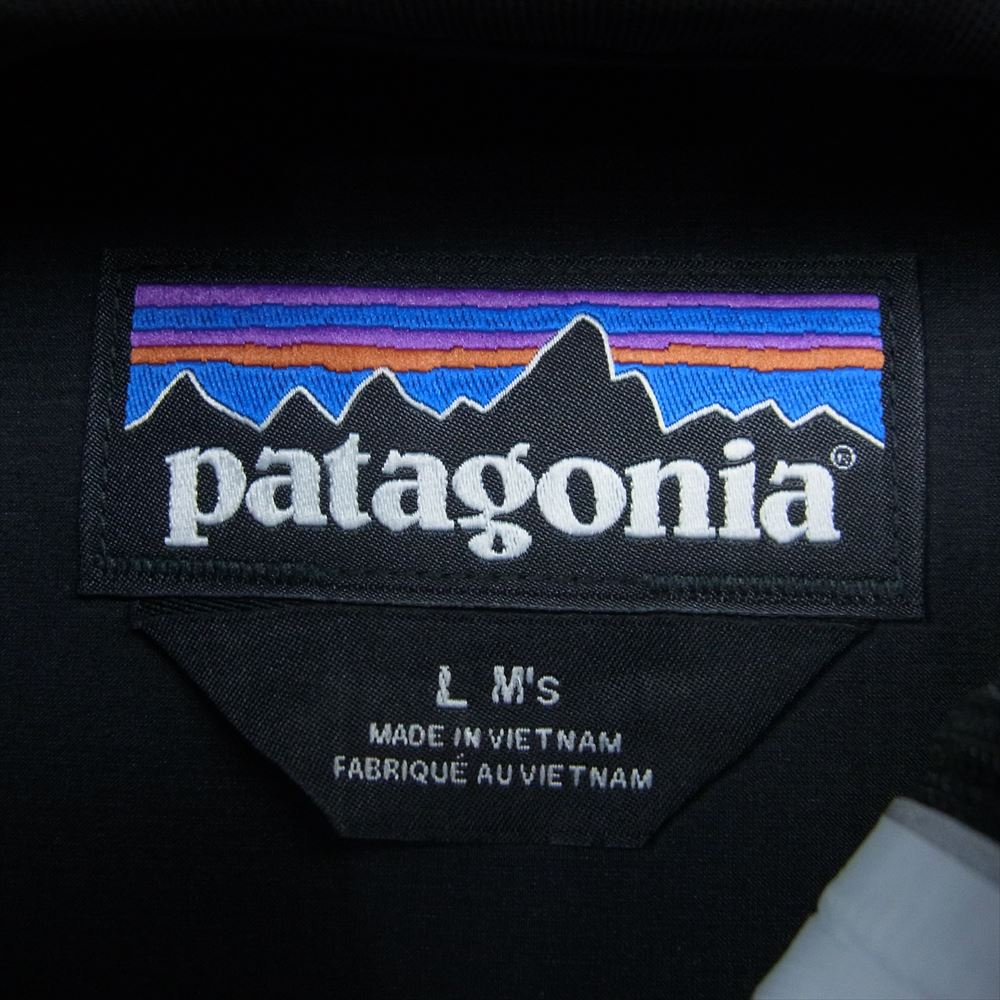 patagonia®
L M's
MADE IN VIETNAM
FABRIQUÉ AU VIETNAM